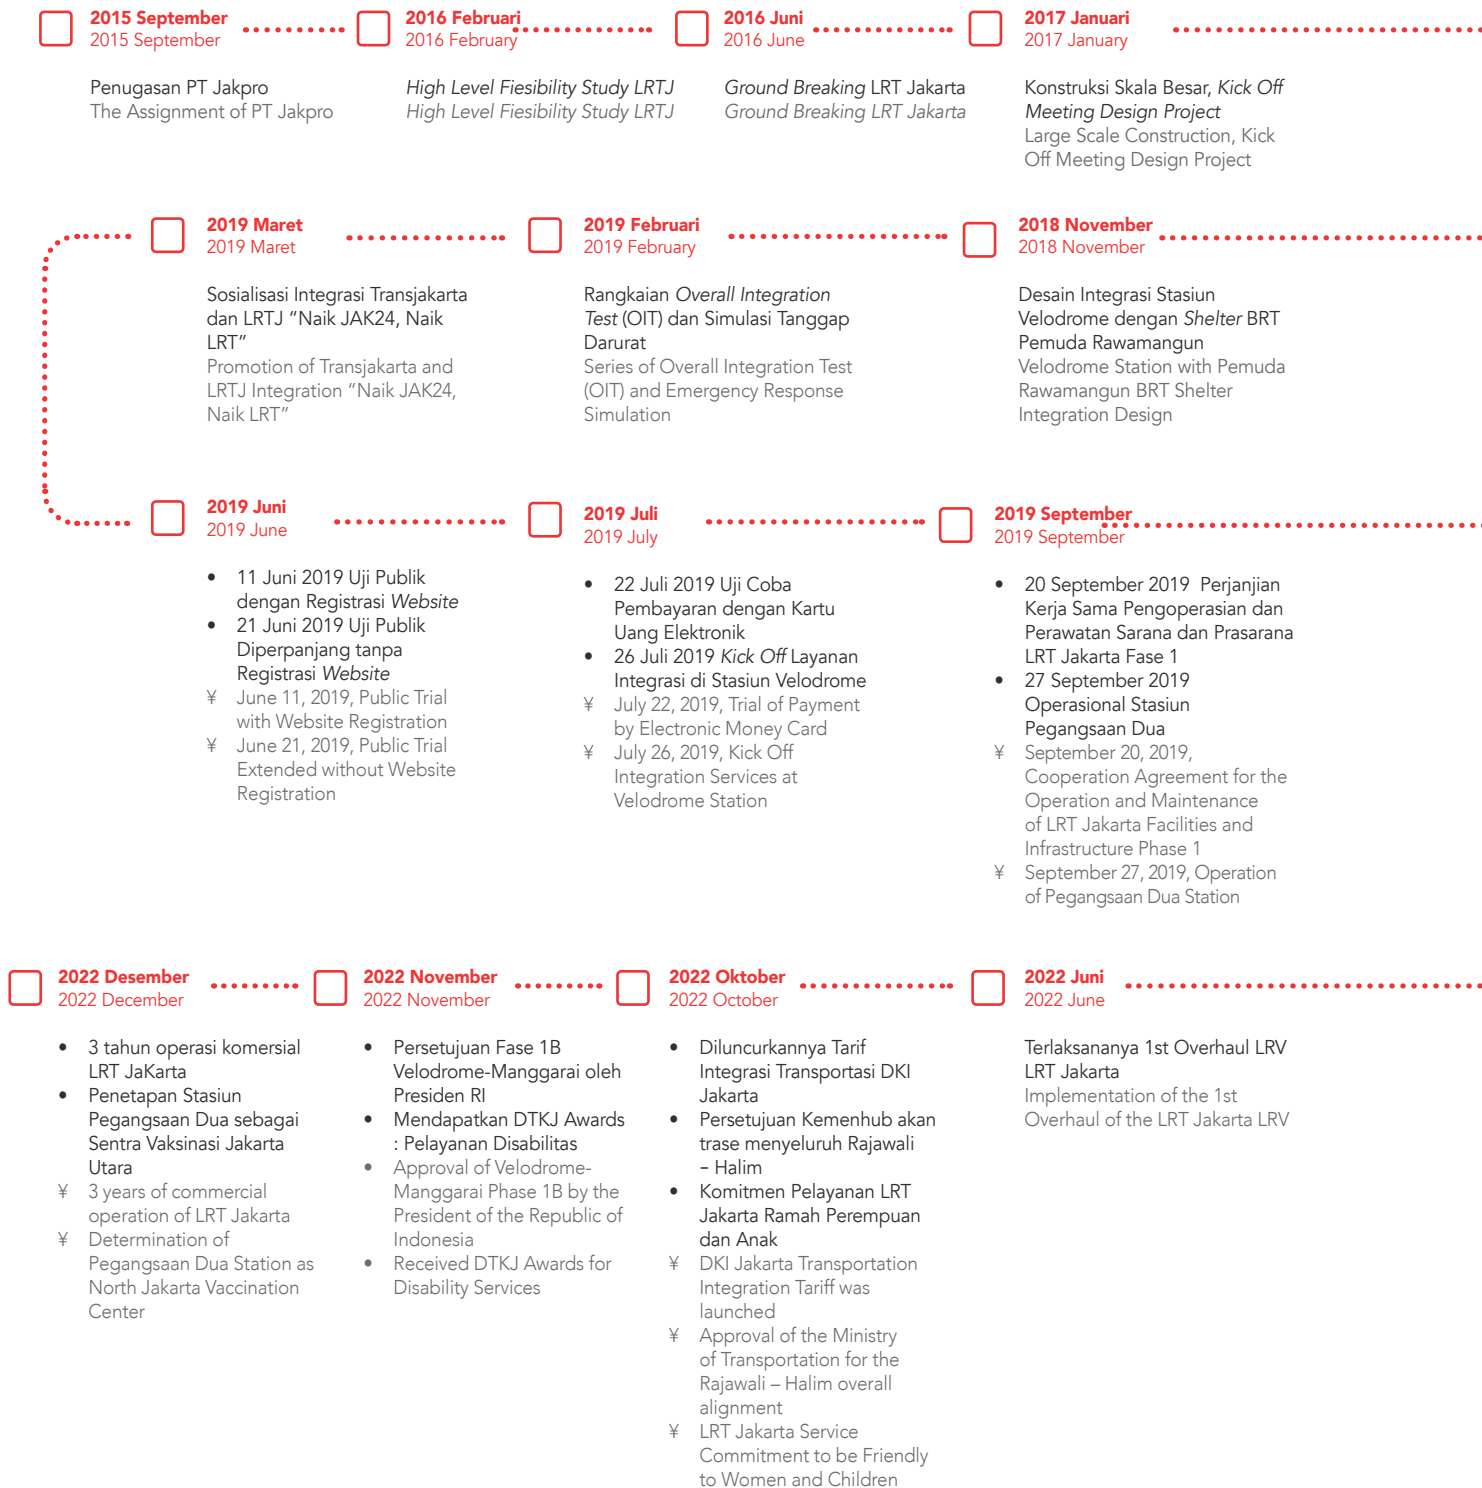 2015 September
2015 September
Penugasan PT Jakpro
The Assignment of PT Jakpro
2016 Februari
2016 February
High Level Fiesibility Study LRTJ
High Level Fiesibility Study LRTJ
2016 Juni
2016 June
Ground Breaking LRT Jakarta
Ground Breaking LRT Jakarta
2017 Januari
2017 January
Konstruksi Skala Besar, Kick Off
Meeting Design Project
Large Scale Construction, Kick
Off Meeting Design Project
2019 Maret
2019 Maret
Sosialisasi Integrasi Transjakarta
dan LRTJ “Naik JAK24, Naik
LRT”
Promotion of Transjakarta and
LRTJ Integration “Naik JAK24,
Naik LRT”
2019 Februari
2019 February
Rangkaian Overall Integration
Test (OIT) dan Simulasi Tanggap
Darurat
Series of Overall Integration Test
(OIT) and Emergency Response
Simulation
2018 November
2018 November
Desain Integrasi Stasiun
Velodrome dengan Shelter BRT
Pemuda Rawamangun
Velodrome Station with Pemuda
Rawamangun BRT Shelter
Integration Design
2019 Juni
2019 June
• 11 Juni 2019 Uji Publik
dengan Registrasi Website
• 21 Juni 2019 Uji Publik
Diperpanjang tanpa
Registrasi Website
¥ June 11, 2019, Public Trial
with Website Registration
¥ June 21, 2019, Public Trial
Extended without Website
Registration
2019 Juli
2019 July
• 22 Juli 2019 Uji Coba
Pembayaran dengan Kartu
Uang Elektronik
• 26 Juli 2019 Kick Off Layanan
Integrasi di Stasiun Velodrome
¥ July 22, 2019, Trial of Payment
by Electronic Money Card
¥ July 26, 2019, Kick Off
Integration Services at
Velodrome Station
2019 September
2019 September
• 20 September 2019 Perjanjian
Kerja Sama Pengoperasian dan
Perawatan Sarana dan Prasarana
LRT Jakarta Fase 1
• 27 September 2019
Operasional Stasiun
Pegangsaan Dua
¥ September 20, 2019,
Cooperation Agreement for the
Operation and Maintenance
of LRT Jakarta Facilities and
Infrastructure Phase 1
¥ September 27, 2019, Operation
of Pegangsaan Dua Station
2022 Desember
2022 December
• 3 tahun operasi komersial
LRT JaKarta
• Penetapan Stasiun
Pegangsaan Dua sebagai
Sentra Vaksinasi Jakarta
Utara
¥ 3 years of commercial
operation of LRT Jakarta
¥ Determination of
Pegangsaan Dua Station as
North Jakarta Vaccination
Center
2022 November
2022 November
• Persetujuan Fase 1B
Velodrome-Manggarai oleh
Presiden RI
• Mendapatkan DTKJ Awards
: Pelayanan Disabilitas
• Approval of Velodrome-
Manggarai Phase 1B by the
President of the Republic of
Indonesia
• Received DTKJ Awards for
Disability Services
2022 Oktober
2022 October
• Diluncurkannya Tarif
Integrasi Transportasi DKI
Jakarta
• Persetujuan Kemenhub akan
trase menyeluruh Rajawali
– Halim
• Komitmen Pelayanan LRT
Jakarta Ramah Perempuan
dan Anak
¥ DKI Jakarta Transportation
Integration Tariff was
launched
¥ Approval of the Ministry
of Transportation for the
Rajawali – Halim overall
alignment
¥ LRT Jakarta Service
Commitment to be Friendly
to Women and Children
2022 Juni
2022 June
Terlaksananya 1st Overhaul LRV
LRT Jakarta
Implementation of the 1st
Overhaul of the LRT Jakarta LRV